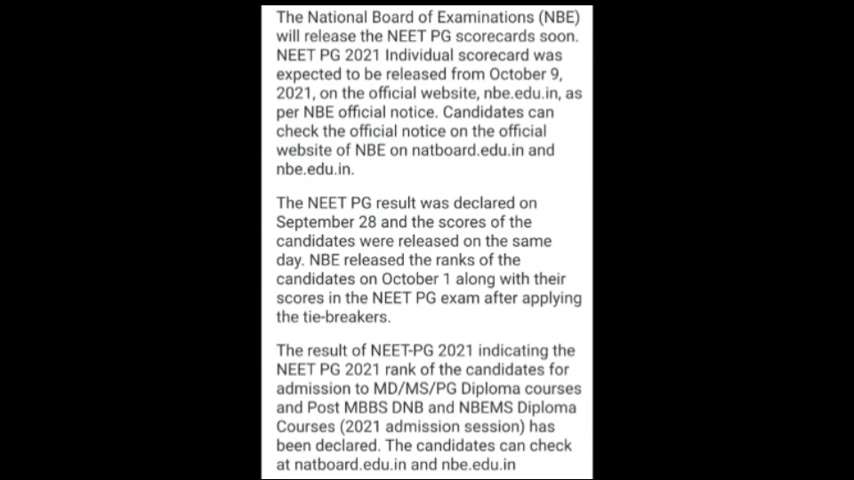 The National Board of Examinations (NBE)
will release the NEET PG scorecards soon.
NEET PG 2021 Individual scorecard was
expected to be released from October 9,
2021, on the official website, nbe.edu.in, as
per NBE official notice. Candidates can
check the official notice on the official
website of NBE on natboard.edu.in and
nbe.edu.in.
The NEET PG result was declared on
September 28 and the scores of the
candidates were released on the same
day. NBE released the ranks of the
candidates on October 1 along with their
scores in the NEET PG exam after applying
the tie-breakers.
The result of NEET-PG 2021 indicating the
NEET PG 2021 rank of the candidates for
admission to MD/MS/PG Diploma courses
and Post MBBS DNB and NBEMS Diploma
Courses (2021 admission session) has
been declared. The candidates can check
at natboard.edu.in and nbe.edu.in